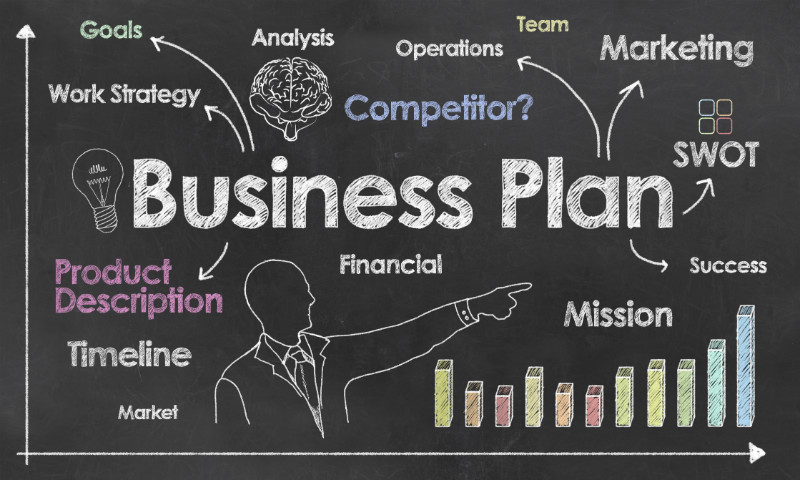 Goals
Analysis
Operations
Team
Marketing
Work Strategy
Competitor?
SWOT
Business Plan
Product
Description
Financial
Success
Mission
Timeline
Market